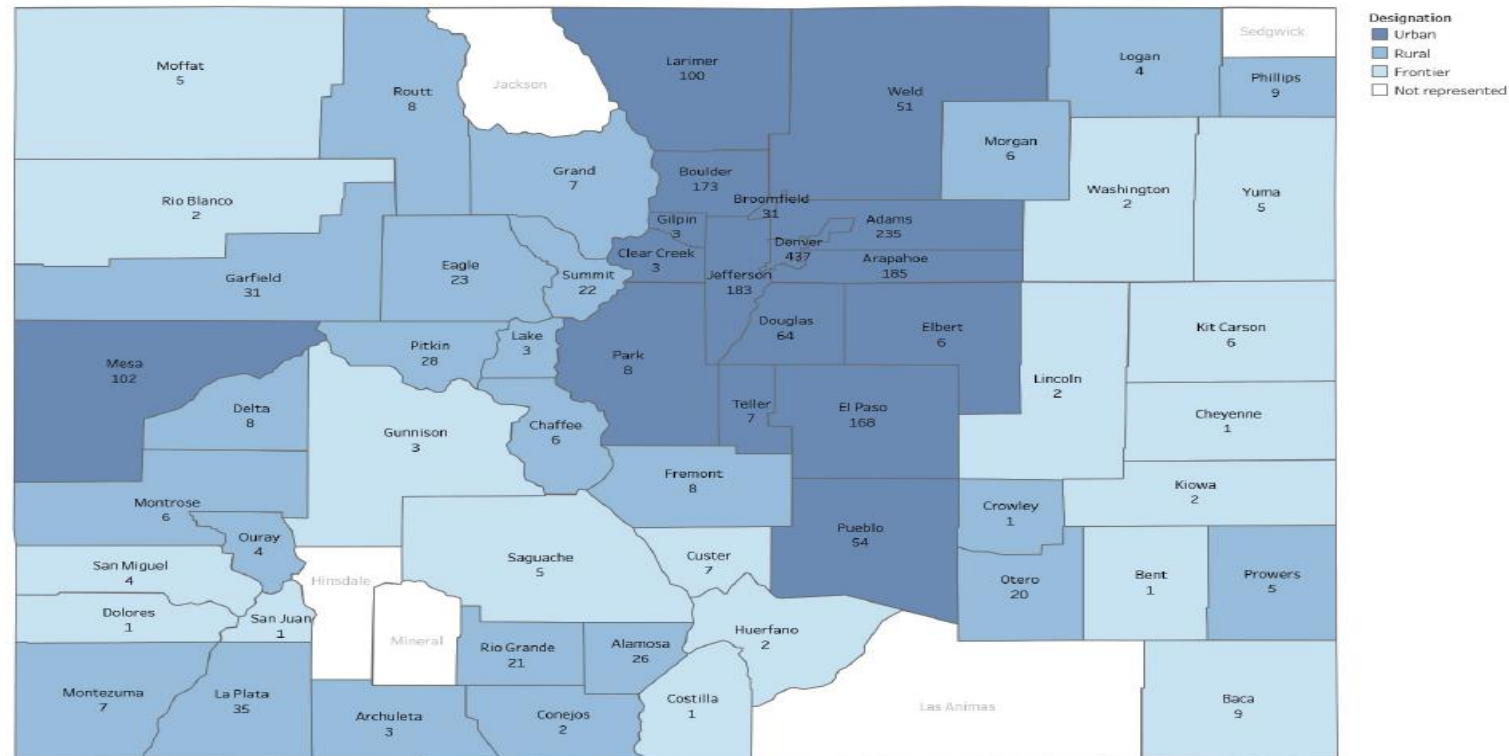 Designation
Urban
Rural
Frontier
Not represented
Moffat
5
Routt
8
Jackson
Larimer
100
Weld
51
Logan
4
Sedgwick
Phillips
9
Morgan
6
Washington
2
Yuma
5
Rio Blanco
2
Grand
7
Boulder
173
Broomfield
31
Gilpin
3
Adams
235
Clear Creek
3
Denver
437
Jefferson
183
Arapahoe
185
Garfield
31
Eagle
23
Summit
22
Mesa
102
Pitkin
28
Lake
3
Park
8
Douglas
64
Elbert
6
Kit Carson
6
Lincoln
2
Delta
8
Gunnison
3
Chaffee
6
Teller
7
El Paso
168
Cheyenne
1
Fremont
8
Kiowa
2
Montrose
6
Ouray
4
Crowley
1
Pueblo
54
San Miguel
4
Hinsdale
Saguache
5
Custer
7
Otero
20
Bent
1
Prowers
5
Dolores
1
San Juan
1
Mineral
Rio Grande
21
Alamosa
26
Huerfano
2
Montezuma
7
La Plata
35
Archuleta
3
Conejos
2
Costilla
1
Las Animas
Baca
9